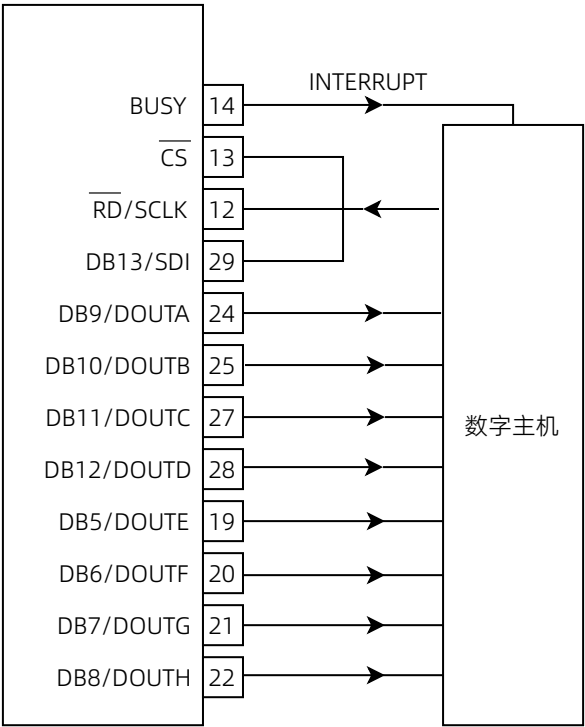 INTERRUPT
BUSY 14
CS 13
RD/SCLK 12
DB13/SDI 29
DB9/DOUTA 24
DB10/DOUTB 25
DB11/DOUTC 27
数字主机
DB12/DOUTD 28
DB5/DOUTE 19
DB6/DOUTF 20
DB7/DOUTG 21
DB8/DOUTH 22